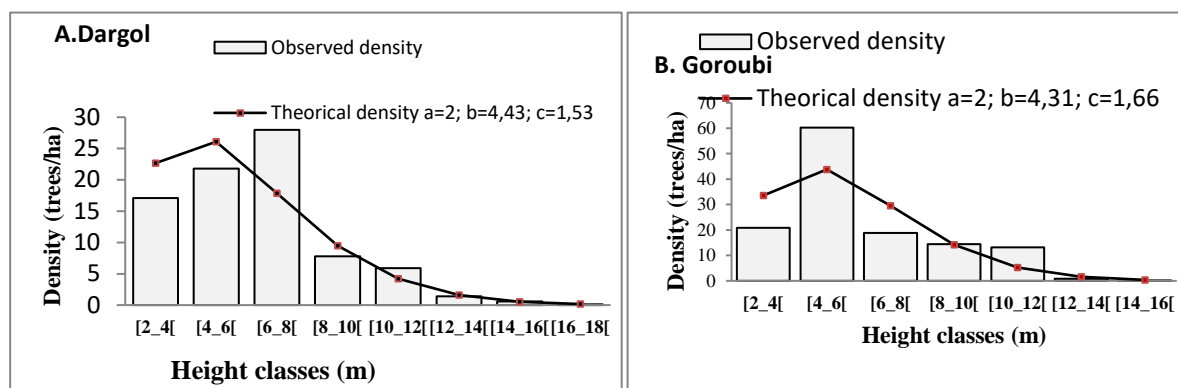 A.Dargol
Observed density
Theorical density a=2; b=4,43; c=1,53
30
25
20
15
10
5
0
Density (trees/ha)
[2_4[ [4_6[ [6_8[ [8_10[ [10_12[ [12_14[ [14_16[ [16_18[
Height classes (m)
Observed density
B. Goroubi
Theorical density a=2; b=4,31; c=1,66
70
60
50
40
30
20
10
0
Density (trees/ha)
[2_4[ [4_6[ [6_8[ [8_10[ [10_12[ [12_14[ [14_16[
Height classes (m)